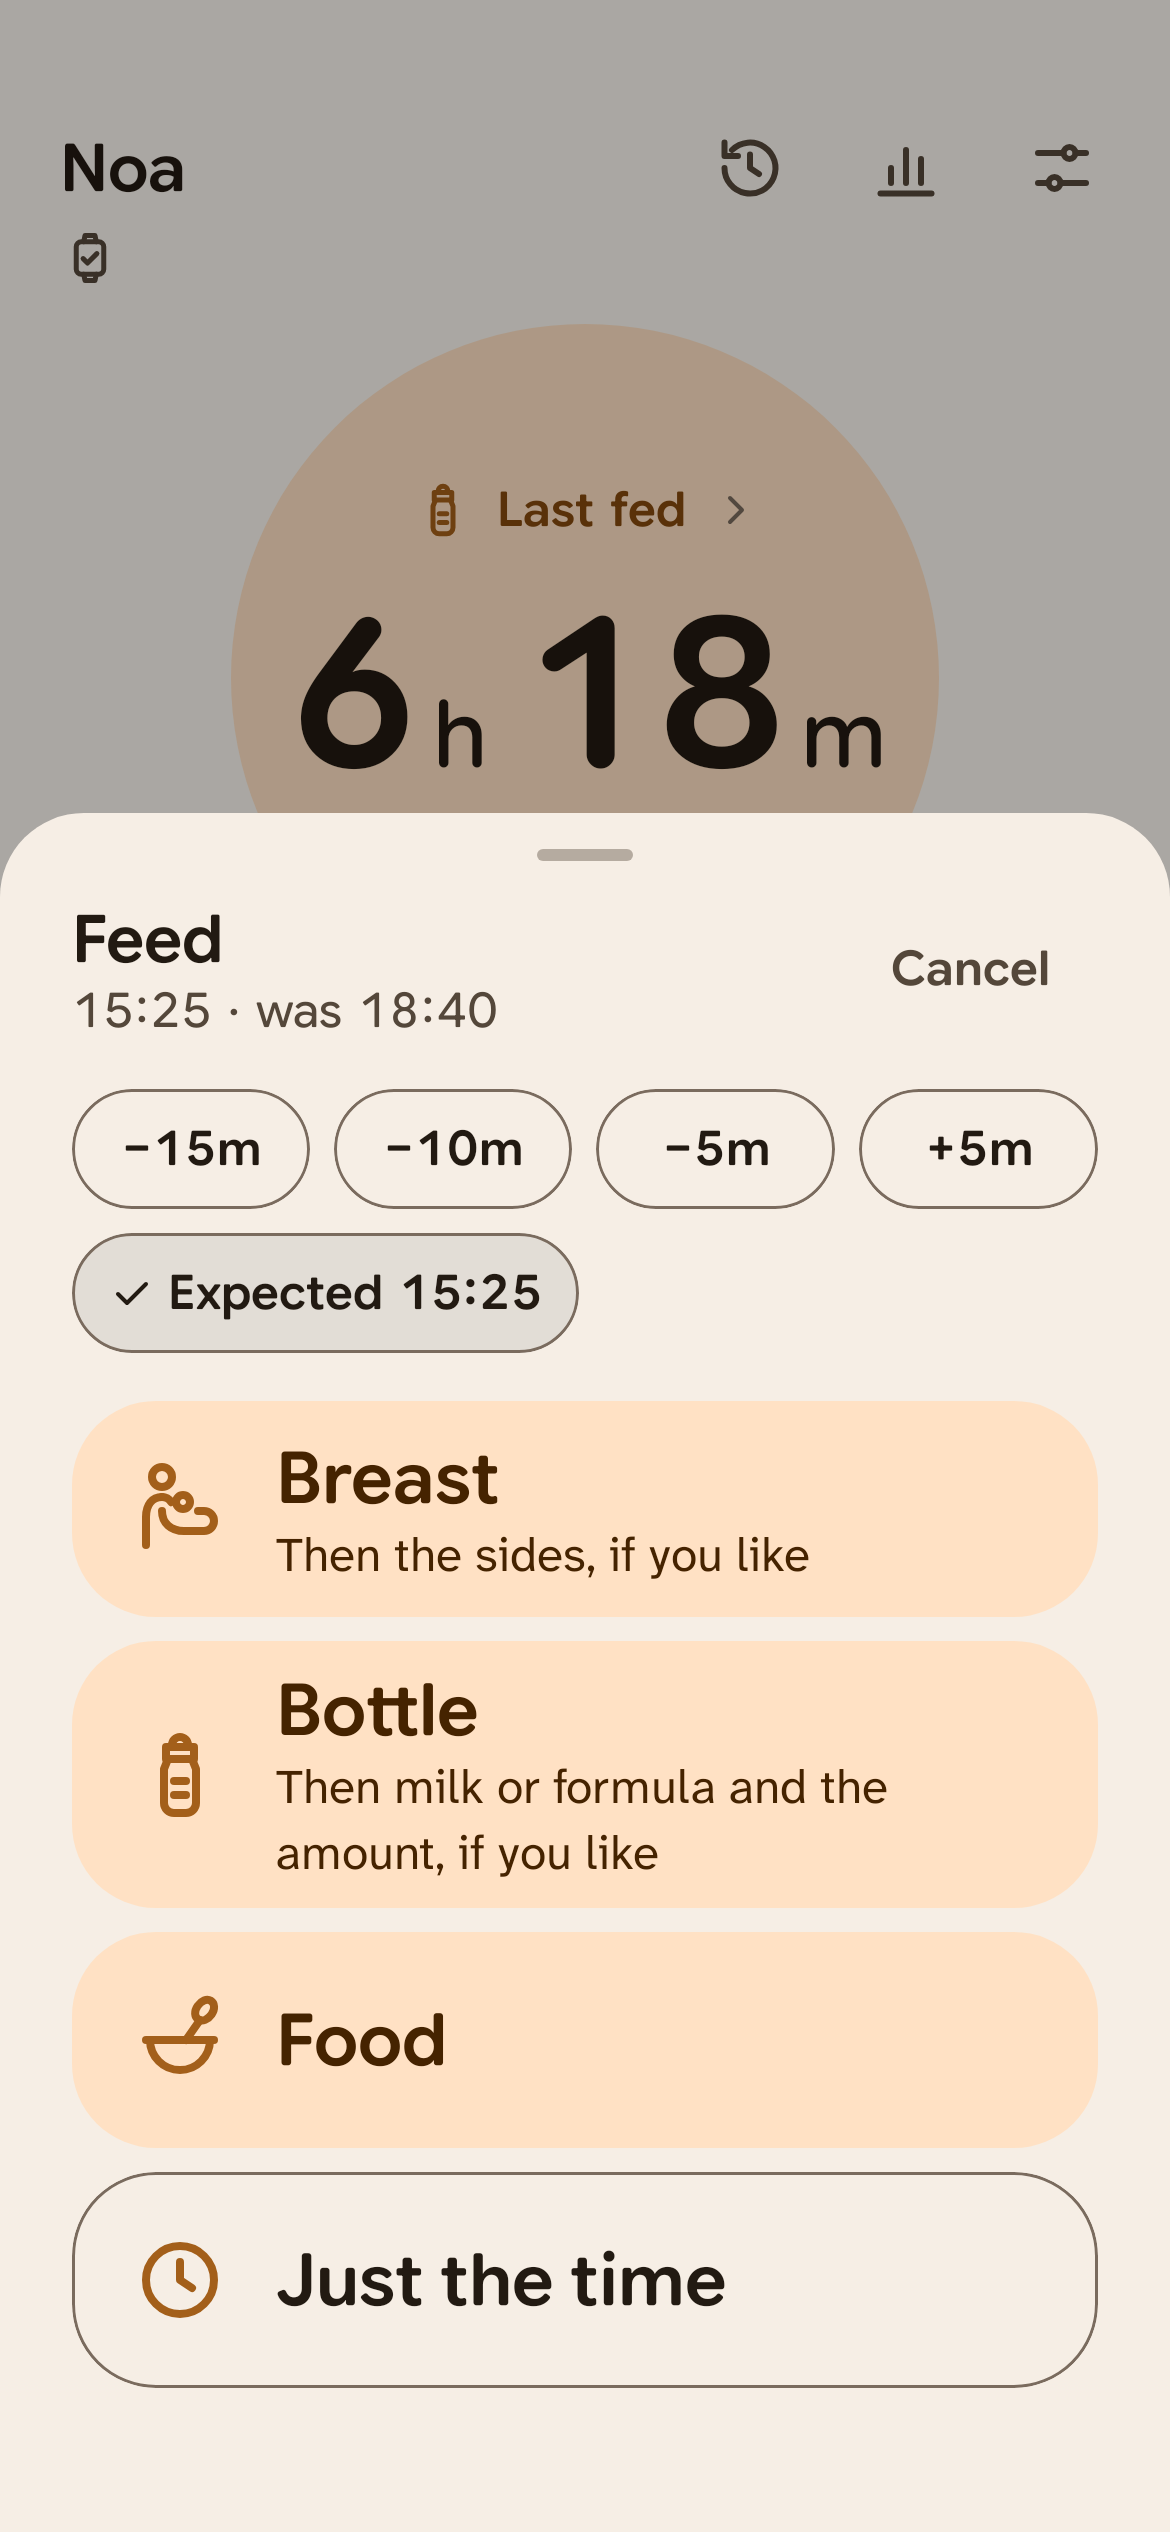 Noa
Last fed
6 h 18 m
Feed
Cancel
15:25 · was 18:40
−15m
−10m
−5m
+5m
Expected 15:25
Breast
Then the sides, if you like
Bottle
Then milk or formula and the
amount, if you like
Food
Just the time